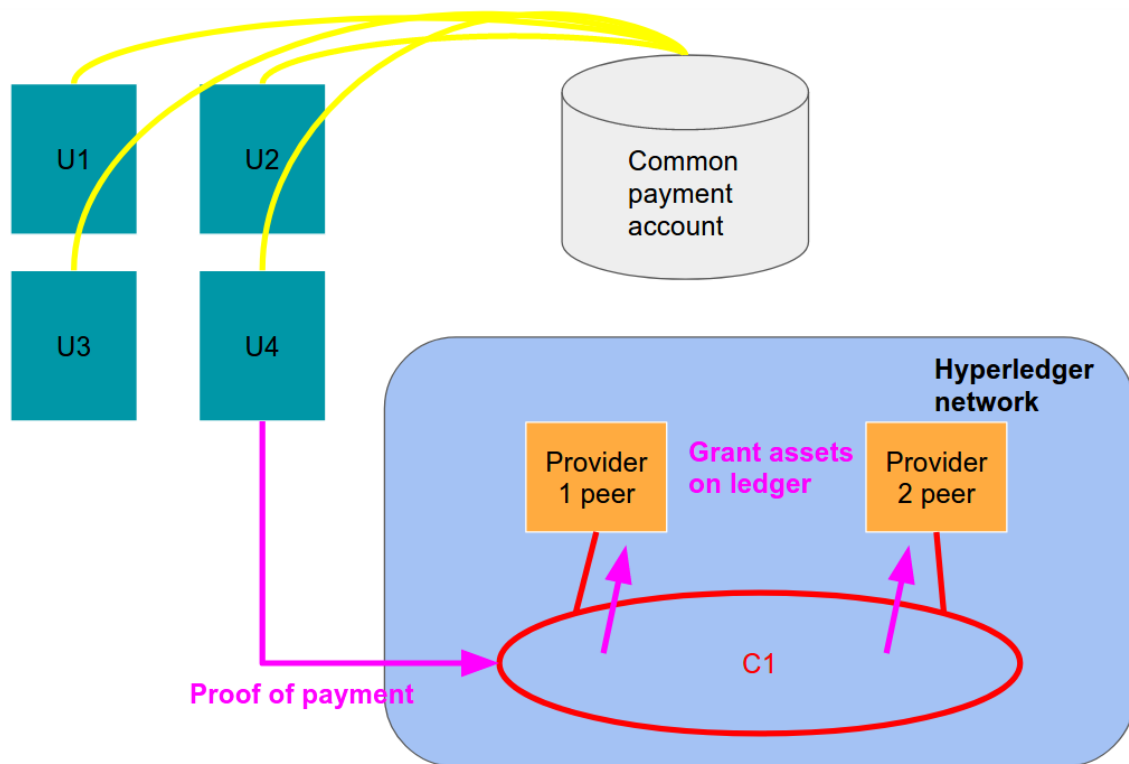 U1
U2
Common
payment
account
U3
U4
Hyperledger
network
Provider
1 peer
Grant assets
on ledger
Provider
2 peer
C1
Proof of payment